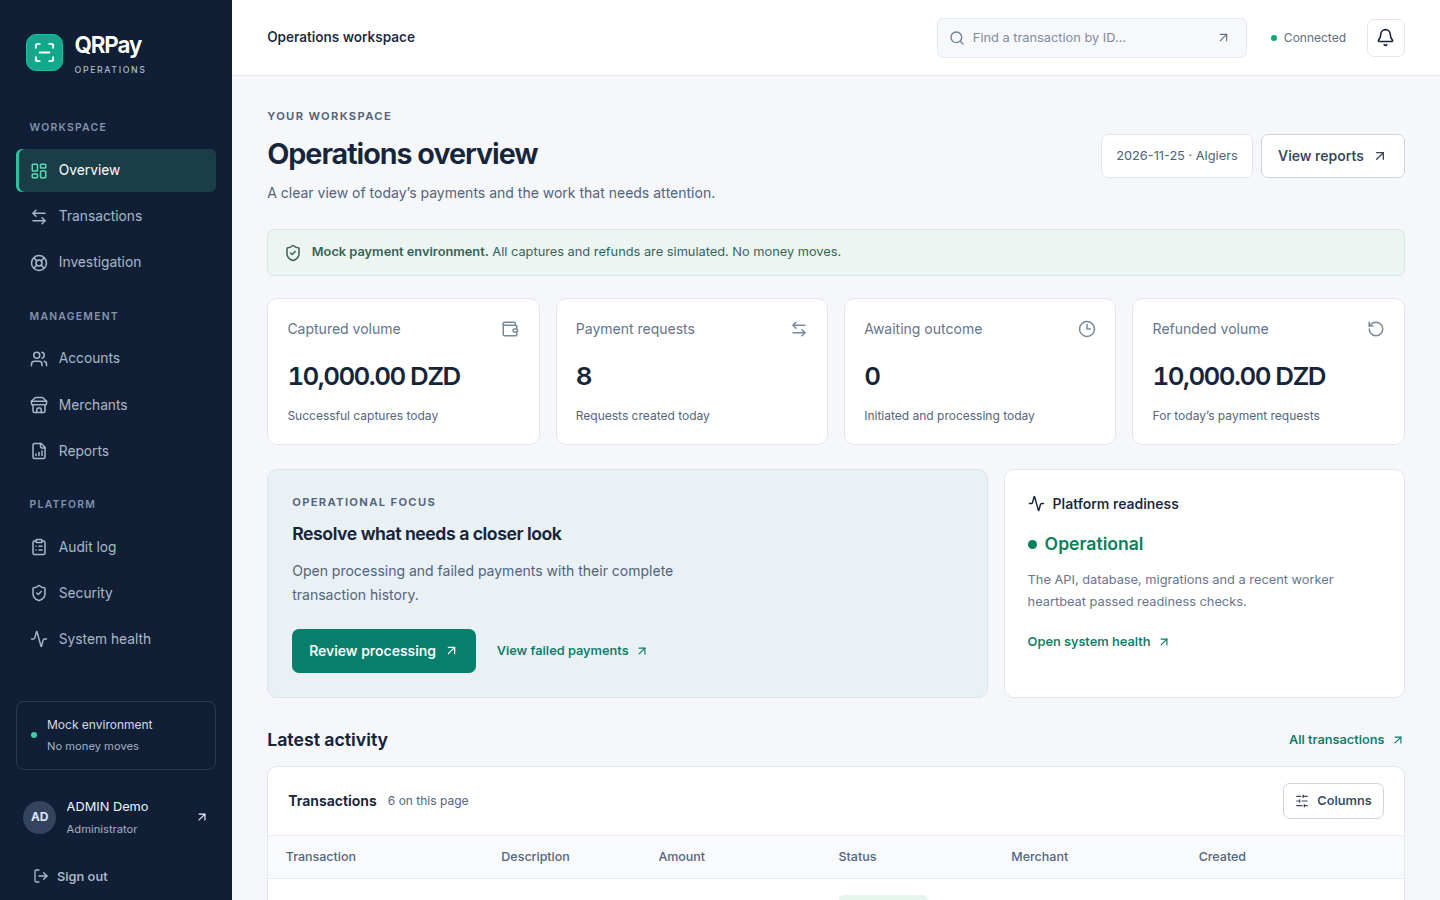 QRPay
OPERATIONS
WORKSPACE
Overview
Transactions
Investigation
MANAGEMENT
Accounts
Merchants
Reports
PLATFORM
Audit log
Security
System health
Mock environment
No money moves
AD
ADMIN Demo
Administrator
Sign out
Operations workspace
Find a transaction by ID...
Connected
YOUR WORKSPACE
Operations overview
A clear view of today’s payments and the work that needs attention.
2026-11-25 · Algiers
View reports
Mock payment environment. All captures and refunds are simulated. No money moves.
Captured volume
10,000.00 DZD
Successful captures today
Payment requests
8
Requests created today
Awaiting outcome
0
Initiated and processing today
Refunded volume
10,000.00 DZD
For today’s payment requests
OPERATIONAL FOCUS
Resolve what needs a closer look
Open processing and failed payments with their complete
transaction history.
Review processing
View failed payments
Platform readiness
Operational
The API, database, migrations and a recent worker
heartbeat passed readiness checks.
Open system health
Latest activity
All transactions
Transactions 6 on this page
Columns
Transaction Description Amount Status Merchant Created